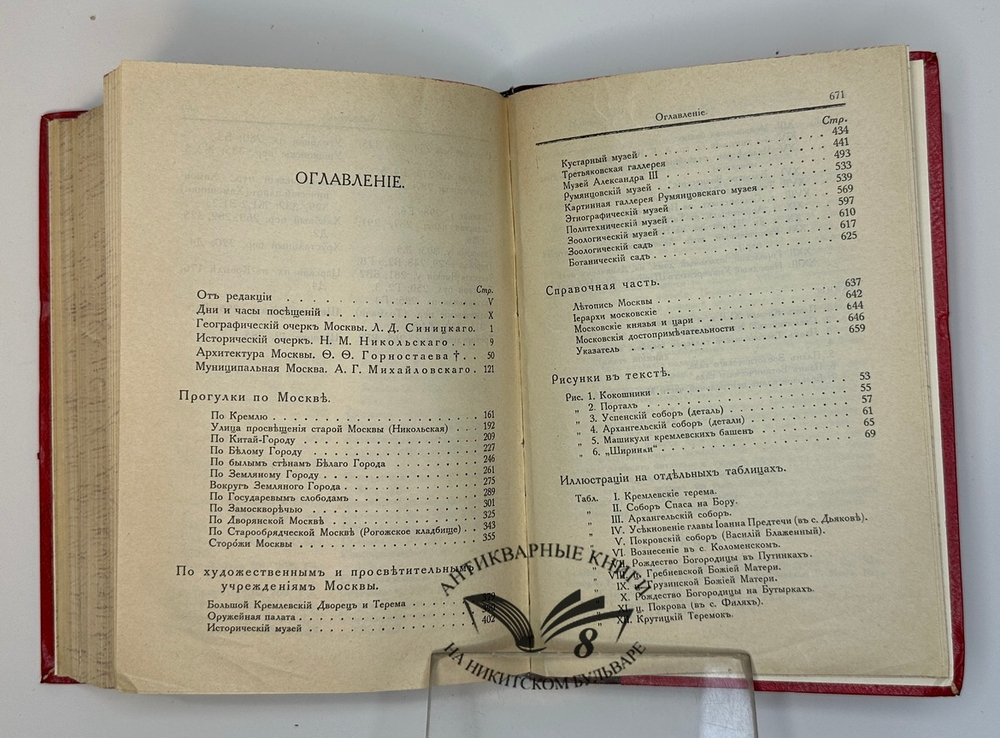 ОГЛАВЛЕНІЕ.
Стр.
Отъ редакціи . . . V
Дни и часы посѣщеній . . . X
Географическій очеркъ Москвы. Л. Д. Синицкаго. 1
Историческій очеркъ. Н. М. Никольскаго. . . 9
Архитектура Москвы. Ѳ. Ѳ. Горностаева †. . 50
Муниципальная Москва. А. Г. Михайловскаго. 121
Прогулки по Москвѣ.
По Кремлю . . . 161
Улица просвѣщенія старой Москвы (Никольская) . . . 192
По Китай-Городу . . . 209
По Бѣлому Городу . . . 227
По былымъ стѣнамъ Бѣлаго Города . . . 246
По Земляному Городу . . . 261
Вокругъ Земляного Города . . . 275
По Государевымъ слободамъ . . . 289
По Замоскворѣчью . . . 301
По Дворянской Москвѣ . . . 325
По Старообрядческой Москвѣ (Рогожское кладбище) . . . 343
Сторо́жи Москвы . . . 355
По художественнымъ и просвѣтительнымъ
учрежденіямъ Москвы.
Большой Кремлевскій Дворецъ и Терема . . .
Оружейная палата . . .
Историческій музей . . . 402
Оглавленіе. 671
Стр.
Кустарный музей . . . 434
Третьяковская галлерея . . . 441
Музей Александра III . . . 493
Румянцовскій музей . . . 533
Картинная галлерея Румянцовскаго музея . . . 539
Этнографическій музей . . . 569
Политехническій музей . . . 597
Зоологическій музей . . . 610
Зоологическій садъ . . . 617
Ботаническій садъ . . . 625
Справочная часть.
Лѣтопись Москвы . . . 637
Іерархи московскіе . . . 642
Московскіе князья и цари . . . 644
Московскія достопримѣчательности . . . 646
Указатель . . . 659
Рисунки въ текстѣ.
Рис. 1. Кокошники . . . 53
„ 2. Порталъ . . . 55
„ 3. Успенскій соборъ (деталь) . . . 57
„ 4. Архангельскій соборъ (детали) . . . 61
„ 5. Машикули кремлевскихъ башенъ . . . 65
„ 6. „Ширинки“ . . . 69
Иллюстраціи на отдѣльныхъ таблицахъ.
Табл. I. Кремлевскіе терема.
„ II. Соборъ Спаса на Бору.
„ III. Архангельскій соборъ.
„ IV. Усѣкновеніе главы Іоанна Предтечи (въ с. Дьяковѣ).
„ V. Покровскій соборъ (Василій Блаженный).
„ VI. Вознесеніе въ с. Коломенскомъ.
Рождество Богородицы въ Путинкахъ.
Гребневской Божіей Матери.
IX. Грузинской Божіей Матери.
X. Рождество Богородицы на Бутыркахъ.
XI. ц. Покрова (въ с. Филяхъ).
XII. Крутицкій Теремокъ.
АНТИКВАРНЫЕ КНИГИ
8
НА НИКИТСКОМ БУЛЬВАРЕ